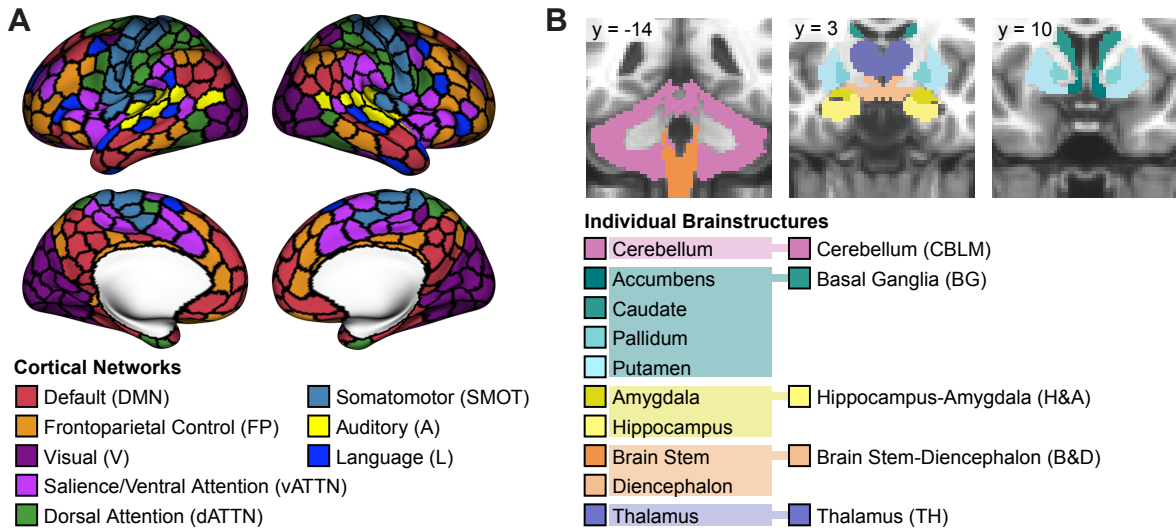 A
B
y = -14
y = 3
y = 10
Cortical Networks
Default (DMN)
Frontoparietal Control (FP)
Visual (V)
Salience/Ventral Attention (vATTN)
Dorsal Attention (dATTN)
Somatomotor (SMOT)
Auditory (A)
Language (L)
Individual Brainstructures
Cerebellum
Cerebellum (CBLM)
Accumbens
Basal Ganglia (BG)
Caudate
Pallidum
Putamen
Amygdala
Hippocampus-Amygdala (H&A)
Hippocampus
Brain Stem
Brain Stem-Diencephalon (B&D)
Diencephalon
Thalamus
Thalamus (TH)